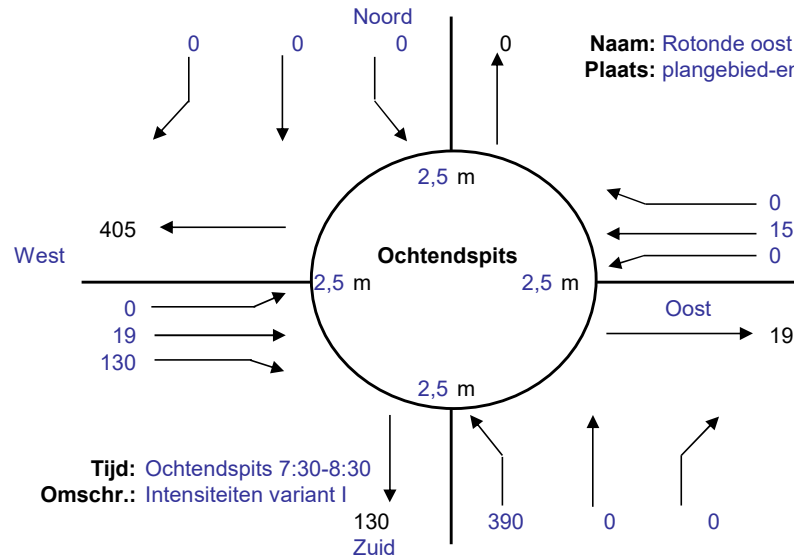 Noord
0 0 0 0
Naam: Rotonde oost
Plaats: plangebied-en
2,5 m
0
405
15
West
Ochtendspits
0
2,5 m 2,5 m
0
Oost
19
19
130
2,5 m
Tijd: Ochtendspits 7:30-8:30
Omschr.: Intensiteiten variant I
130 390 0 0
Zuid